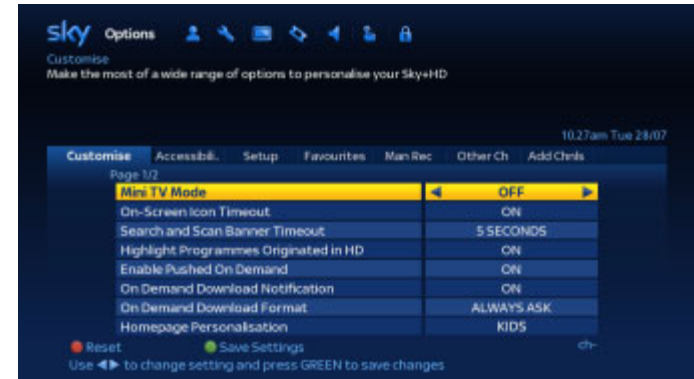 sky Options
Customise
Make the most of a wide range of options to personalise your Sky+HD
10.27am Tue 28/07
Customise Accessibili.. Setup Favourites Man Rec Other Ch Add Chnls
Page 1/2
Mini TV Mode OFF
On-Screen Icon Timeout ON
Search and Scan Banner Timeout 5 SECONDS
Highlight Programmes Originated in HD ON
Enable Pushed On Demand ON
On Demand Download Notification ON
On Demand Download Format ALWAYS ASK
Homepage Personalisation KIDS
Reset Save Settings ch-
Use ◀▶ to change setting and press GREEN to save changes